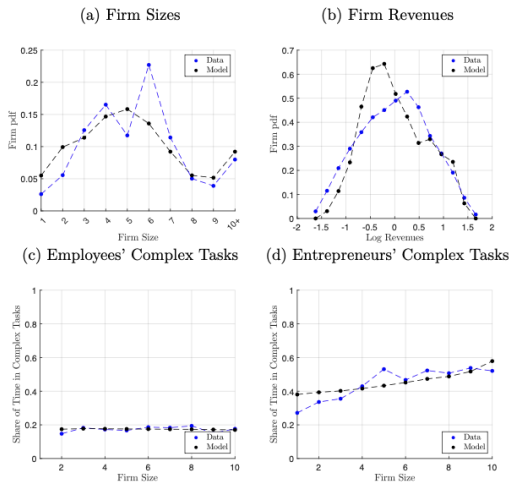 (a) Firm Sizes
(b) Firm Revenues
0.25
0.2
0.15
0.1
0.05
0
Firm pdf
1
2
3
4
5
6
7
8
9
10+
Firm Size
Data
Model
0.7
0.6
0.5
0.4
0.3
0.2
0.1
0
Firm pdf
-2
-1.5
-1
-0.5
0
0.5
1
1.5
2
Log Revenues
Data
Model
(c) Employees' Complex Tasks
(d) Entrepreneurs' Complex Tasks
1
0.8
0.6
0.4
0.2
0
Share of Time in Complex Tasks
2
4
6
8
10
Firm Size
Data
Model
1
0.8
0.6
0.4
0.2
0
Share of Time in Complex Tasks
2
4
6
8
10
Firm Size
Data
Model